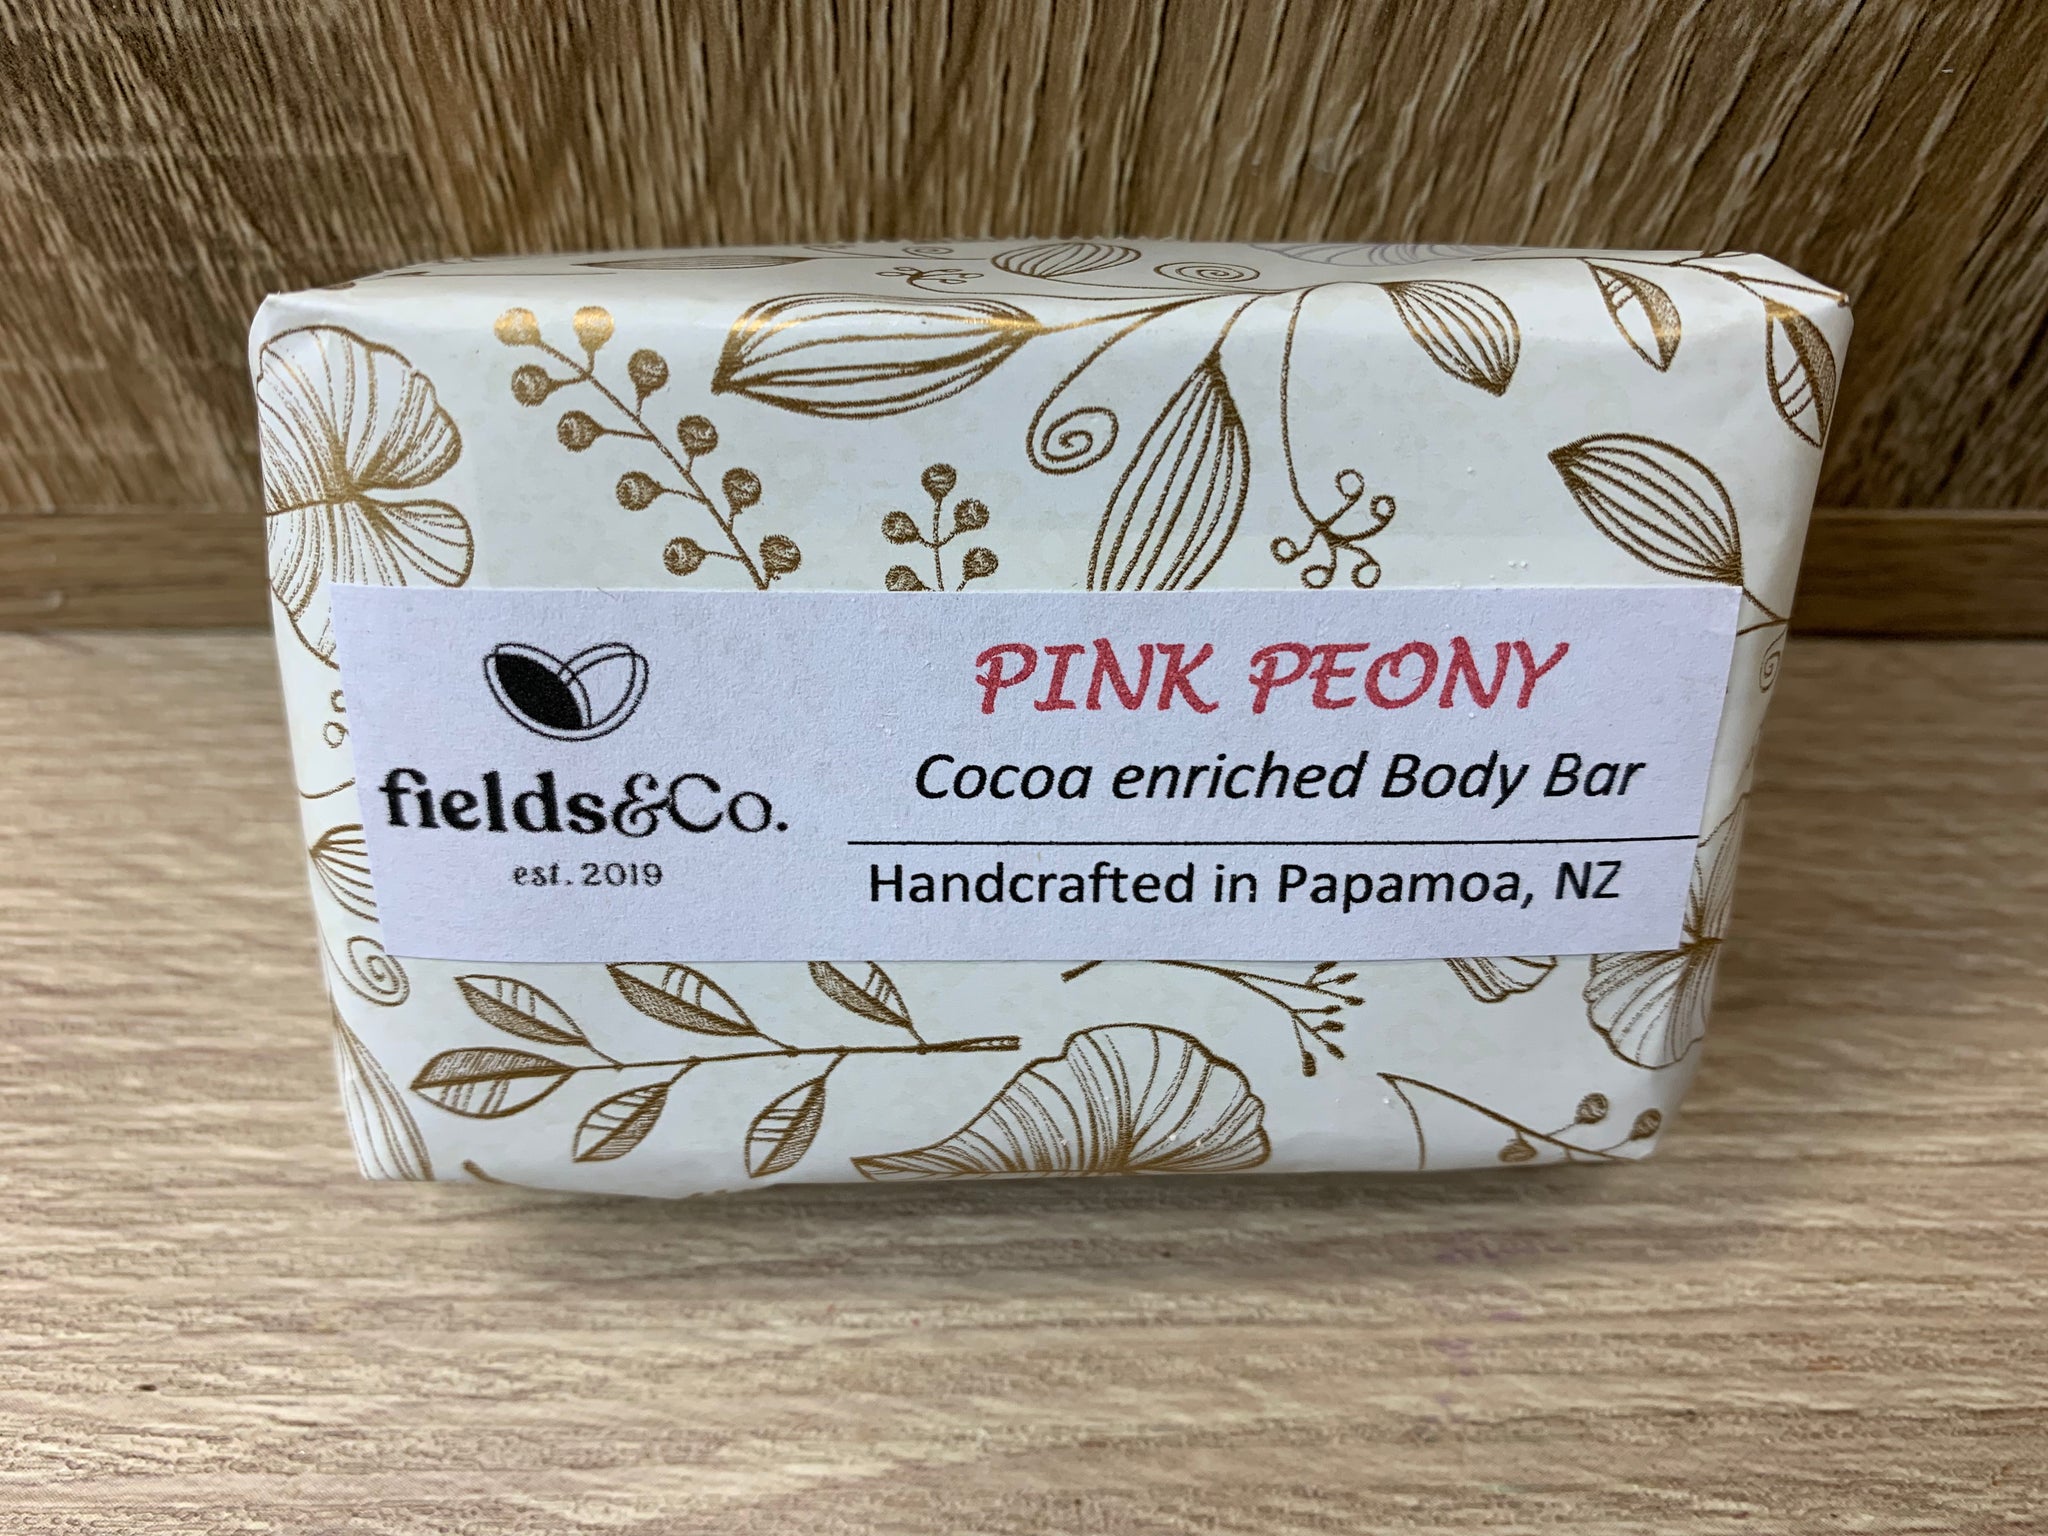 fields&Co.
est. 2019
PINK PEONY
Cocoa enriched Body Bar
Handcrafted in Papamoa, NZ